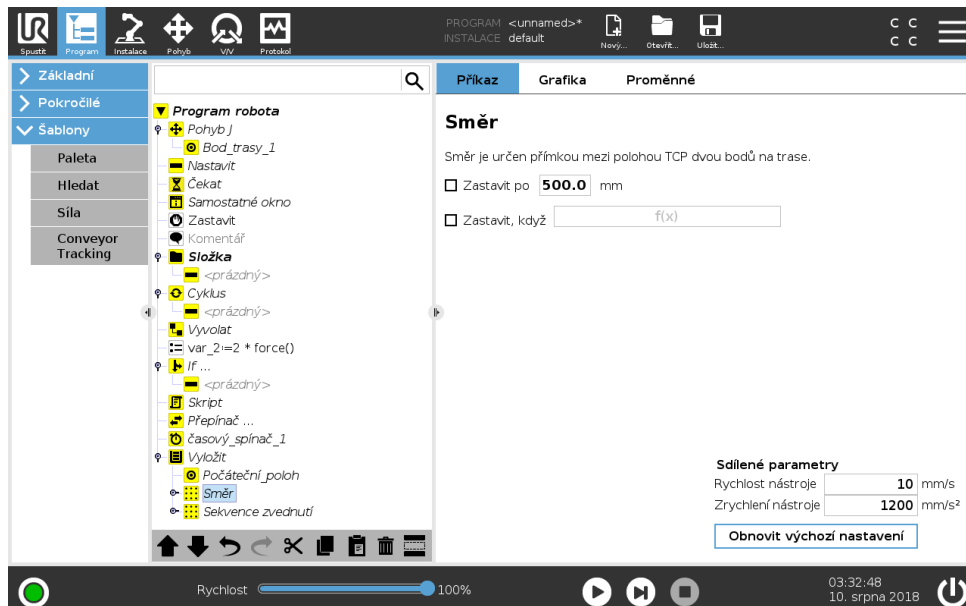 PROGRAM <unnamed>*
INSTALACE default
Spustit
Program
Instalace
Pohyb
V/V
Protokol
Nový...
Otevřít...
Uložit...
C C
C C
Základní
Pokročilé
Šablony
Paleta
Hledat
Síla
Conveyor
Tracking
Program robota
Pohyb J
Bod_trasy_1
Nastavit
Čekat
Samostatné okno
Zastavit
Komentář
Složka
<prázdný>
Cyklus
<prázdný>
Vyvolat
var_2≔2 * force()
If ...
<prázdný>
Skript
Přepínač ...
časový_spínač_1
Vyložit
Počáteční_poloh
Směr
Sekvence zvednutí
Příkaz
Grafika
Proměnné
Směr
Směr je určen přímkou mezi polohou TCP dvou bodů na trase.
Zastavit po 500.0 mm
Zastavit, když f(x)
Sdílené parametry
Rychlost nástroje 10 mm/s
Zrychlení nástroje 1200 mm/s²
Obnovit výchozí nastavení
Rychlost 100%
03:32:48
10. srpna 2018